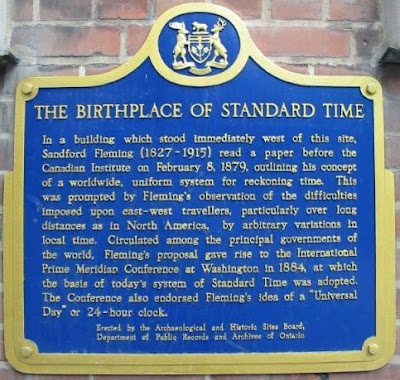 THE BIRTHPLACE OF STANDARD TIME
In a building which stood immediately west of this site,
Sandford Fleming (1827-1915) read a paper before the
Canadian Institute on February 8, 1879, outlining his concept
of a worldwide, uniform system for reckoning time. This
was prompted by Fleming's observation of the difficulties
imposed upon east-west travellers, particularly over long
distances as in North America, by arbitrary variations in
local time. Circulated among the principal governments of
the world, Fleming's proposal gave rise to the International
Prime Meridian Conference at Washington in 1884, at which
the basis of today's system of Standard Time was adopted.
The Conference also endorsed Fleming's idea of a "Universal
Day" or 24-hour clock.
Erected by the Archaeological and Historic Sites Board,
Department of Public Records and Archives of Ontario